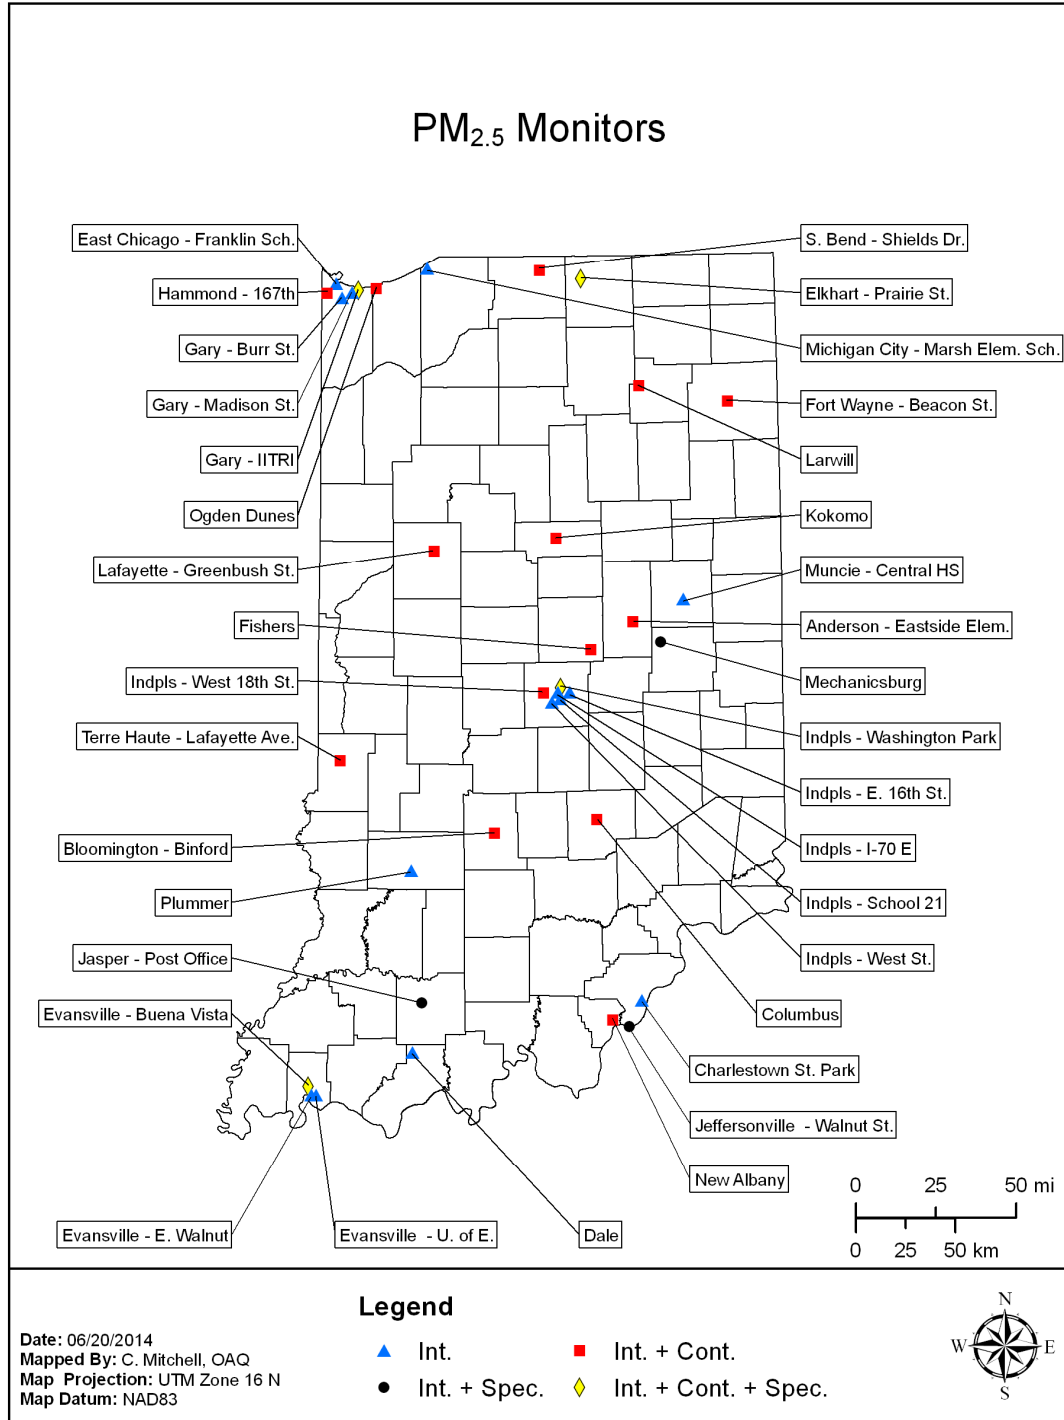 PM2.5 Monitors
East Chicago - Franklin Sch.
Hammond - 167th
Gary - Burr St.
Gary - Madison St.
Gary - IITRI
Ogden Dunes
Lafayette - Greenbush St.
Fishers
Indpls - West 18th St.
Terre Haute - Lafayette Ave.
Bloomington - Binford
Plummer
Jasper - Post Office
Evansville - Buena Vista
Evansville - E. Walnut
Evansville - U. of E.
Dale
S. Bend - Shields Dr.
Elkhart - Prairie St.
Michigan City - Marsh Elem. Sch.
Fort Wayne - Beacon St.
Larwill
Kokomo
Muncie - Central HS
Anderson - Eastside Elem.
Mechanicsburg
Indpls - Washington Park
Indpls - E. 16th St.
Indpls - I-70 E
Indpls - School 21
Indpls - West St.
Columbus
Charlestown St. Park
Jeffersonville - Walnut St.
New Albany
0 25 50 mi
0 25 50 km
Legend
Int.
Int. + Cont.
Int. + Spec.
Int. + Cont. + Spec.
Date: 06/20/2014
Mapped By: C. Mitchell, OAQ
Map Projection: UTM Zone 16 N
Map Datum: NAD83
N
W E
S